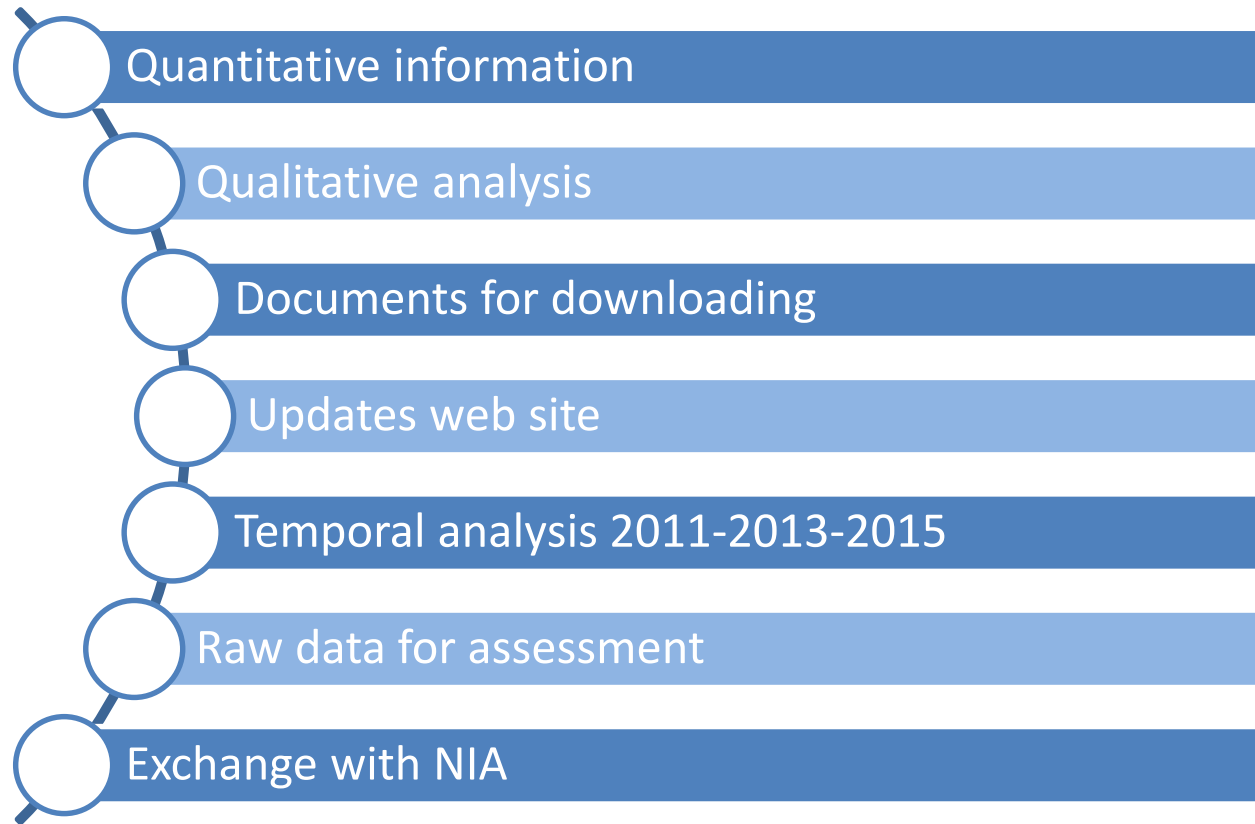 Quantitative information
Qualitative analysis
Documents for downloading
Updates web site
Temporal analysis 2011-2013-2015
Raw data for assessment
Exchange with NIA